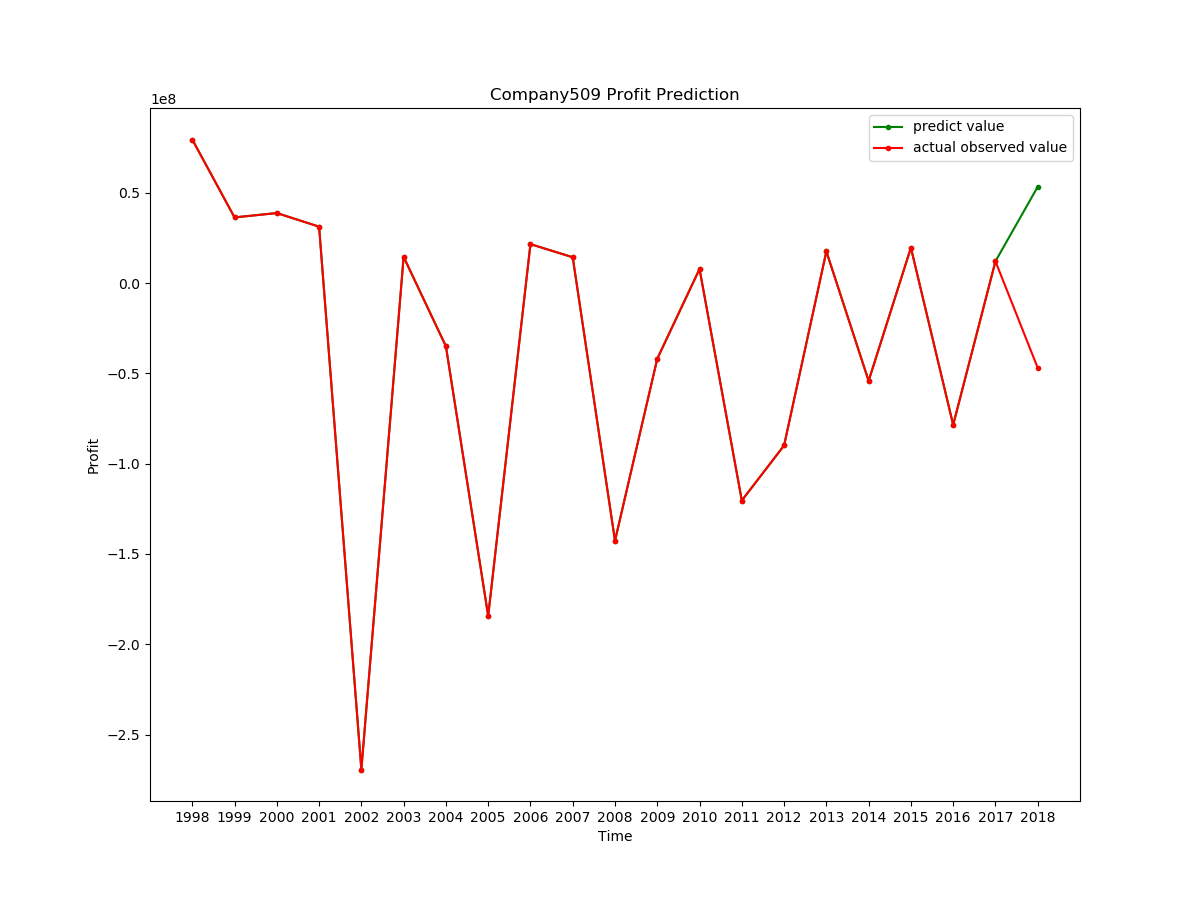 Company509 Profit Prediction
1e8
predict value
actual observed value
0.5
0.0
−0.5
−1.0
−1.5
−2.0
−2.5
Profit
1998 1999 2000 2001 2002 2003 2004 2005 2006 2007 2008 2009 2010 2011 2012 2013 2014 2015 2016 2017 2018
Time